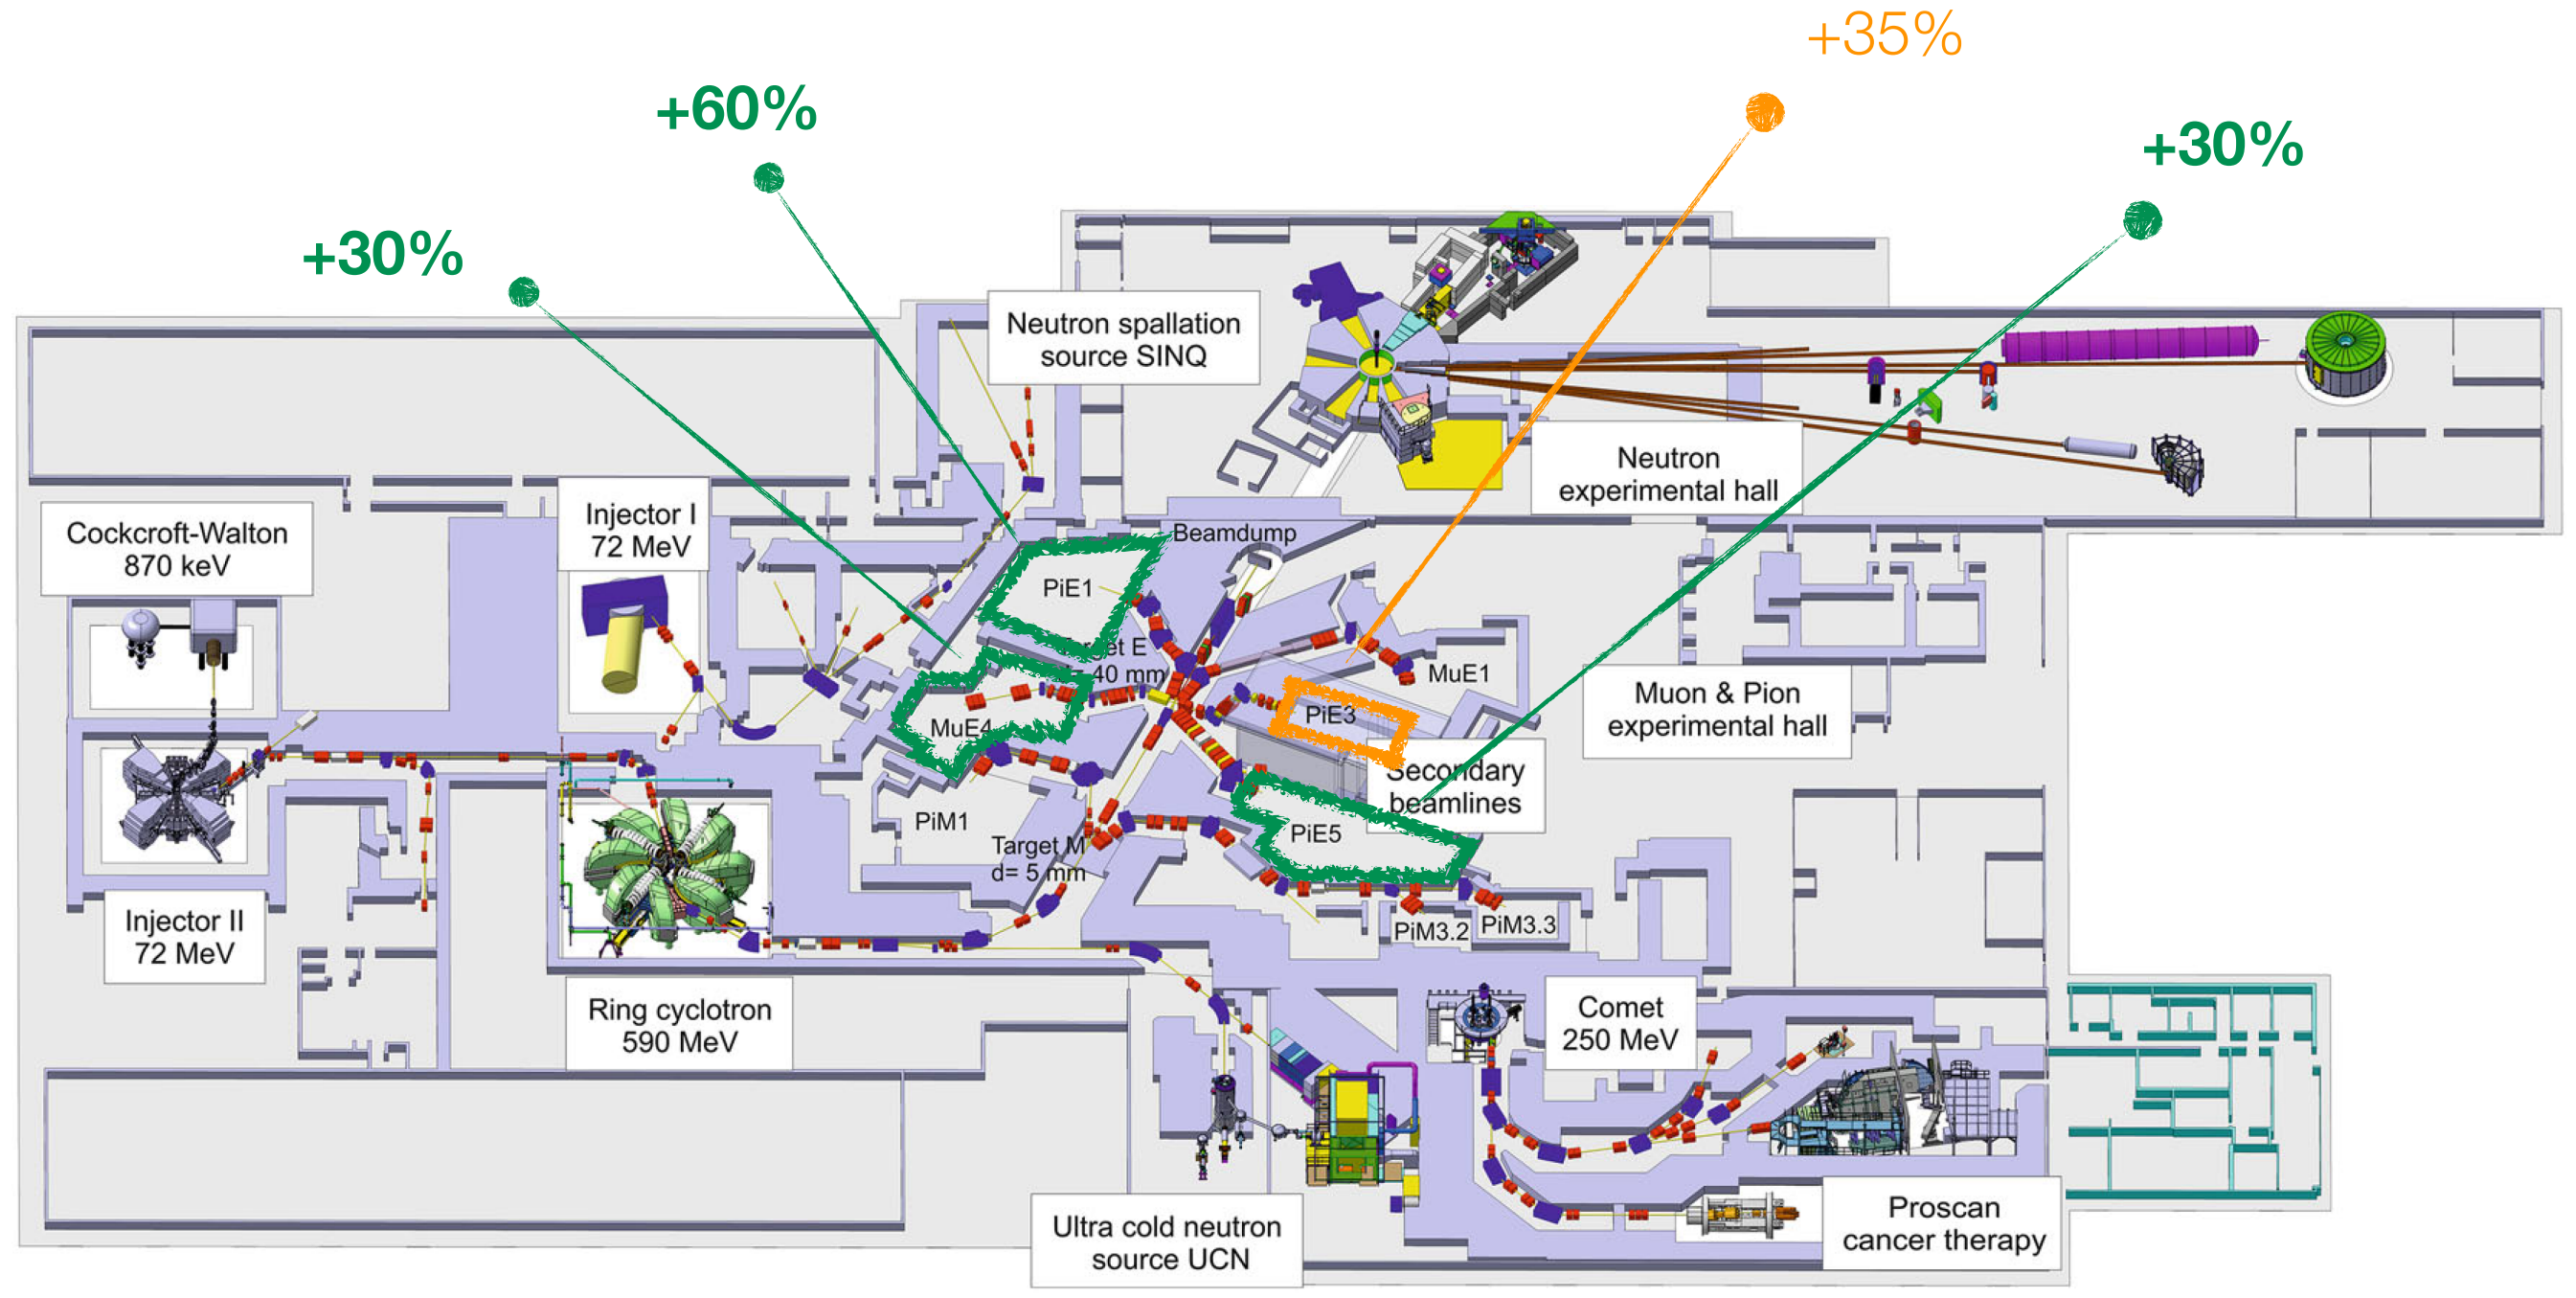 +35%
+60%
+30%
+30%
Neutron spallation
source SINQ
Neutron
experimental hall
Cockcroft-Walton
870 keV
Injector I
72 MeV
Beamdump
PiE1
E
40 mm
MuE1
MuE4
PiE3
Muon & Pion
experimental hall
Secondary
beamlines
PiM1
PiE5
Target M
d= 5 mm
Injector II
72 MeV
PiM3.2
PiM3.3
Ring cyclotron
590 MeV
Comet
250 MeV
Ultra cold neutron
source UCN
Proscan
cancer therapy